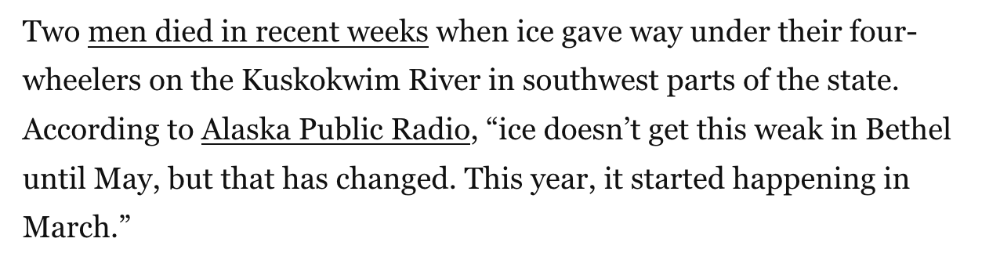 Two men died in recent weeks when ice gave way under their four-
wheelers on the Kuskokwim River in southwest parts of the state.
According to Alaska Public Radio, “ice doesn’t get this weak in Bethel
until May, but that has changed. This year, it started happening in
March.”